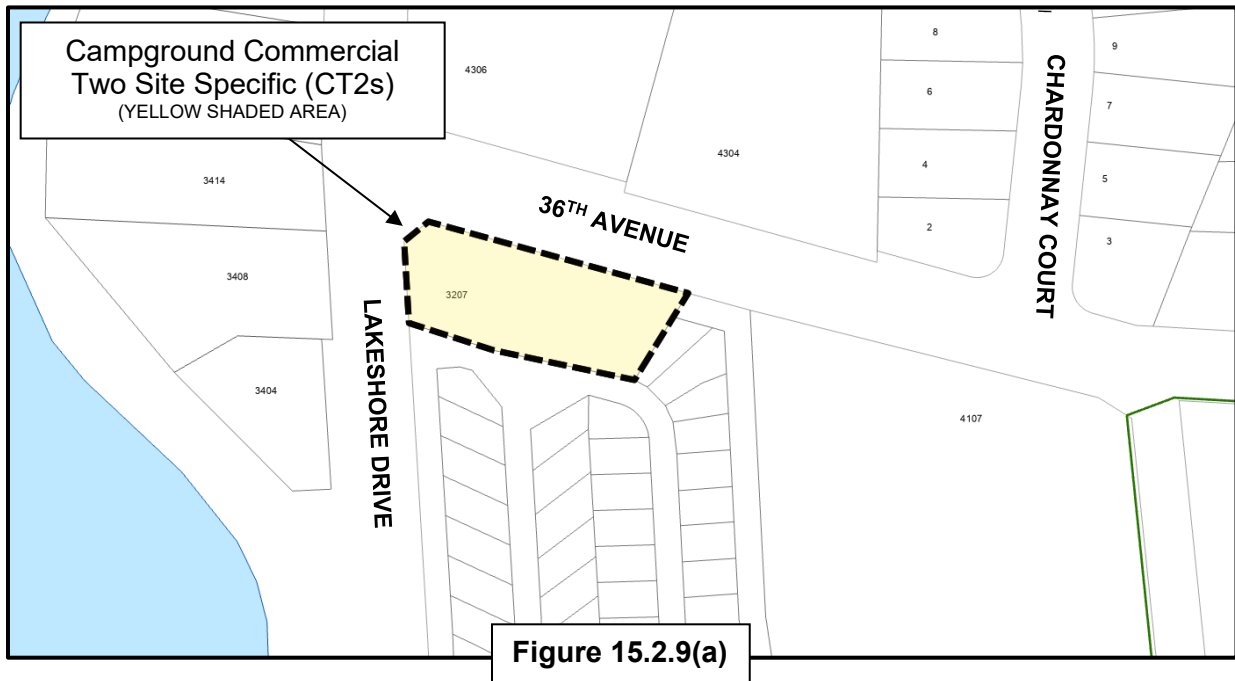 Campground Commercial
Two Site Specific (CT2s)
(YELLOW SHADED AREA)
4306
4304
8
6
4
2
9
7
5
3
CHARDONNAY COURT
3414
3408
3404
36TH AVENUE
3207
LAKESHORE DRIVE
4107
Figure 15.2.9(a)